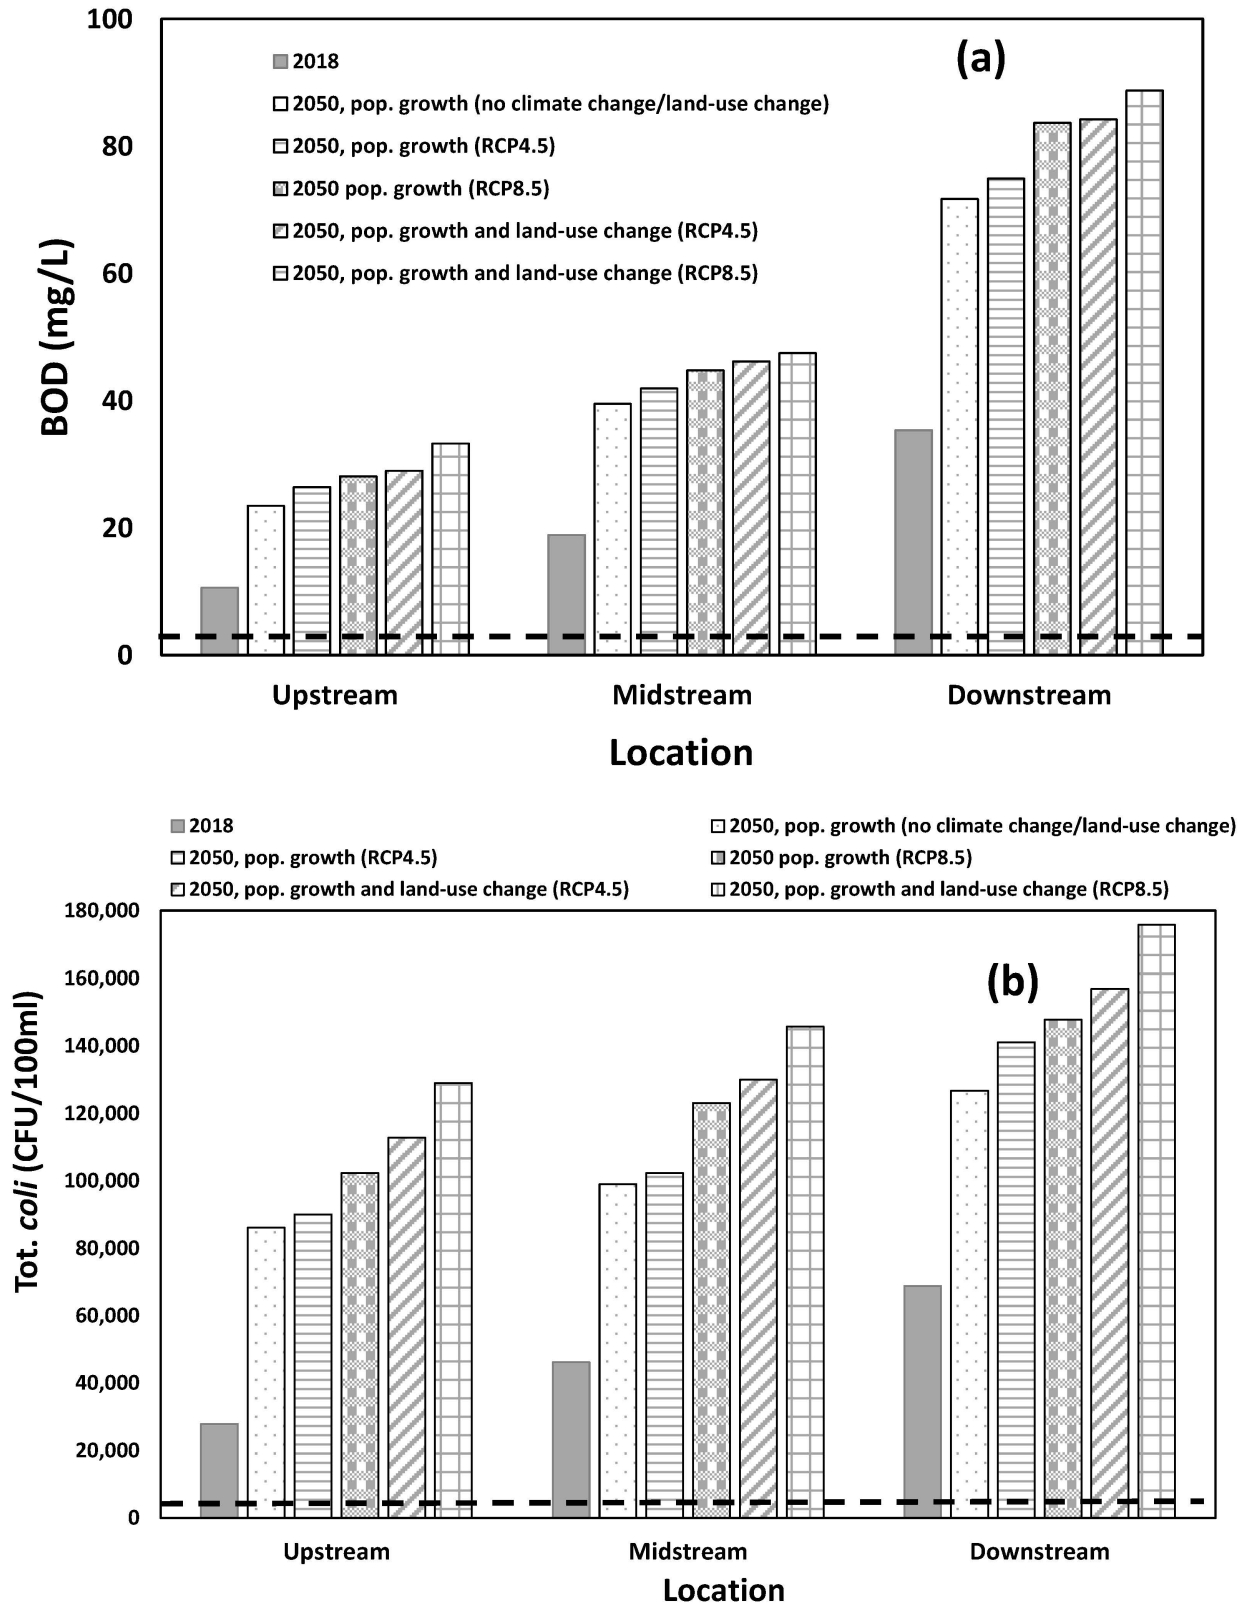 100
(a)
2018
2050, pop. growth (no climate change/land-use change)
80
2050, pop. growth (RCP4.5)
2050 pop. growth (RCP8.5)
2050, pop. growth and land-use change (RCP4.5)
60
2050, pop. growth and land-use change (RCP8.5)
BOD (mg/L)
40
20
0
Upstream Midstream Downstream
Location
2018 2050, pop. growth (no climate change/land-use change)
2050, pop. growth (RCP4.5) 2050 pop. growth (RCP8.5)
2050, pop. growth and land-use change (RCP4.5) 2050, pop. growth and land-use change (RCP8.5)
180,000
160,000
(b)
140,000
Tot. coli (CFU/100ml)
120,000
100,000
80,000
60,000
40,000
20,000
0
Upstream Midstream Downstream
Location